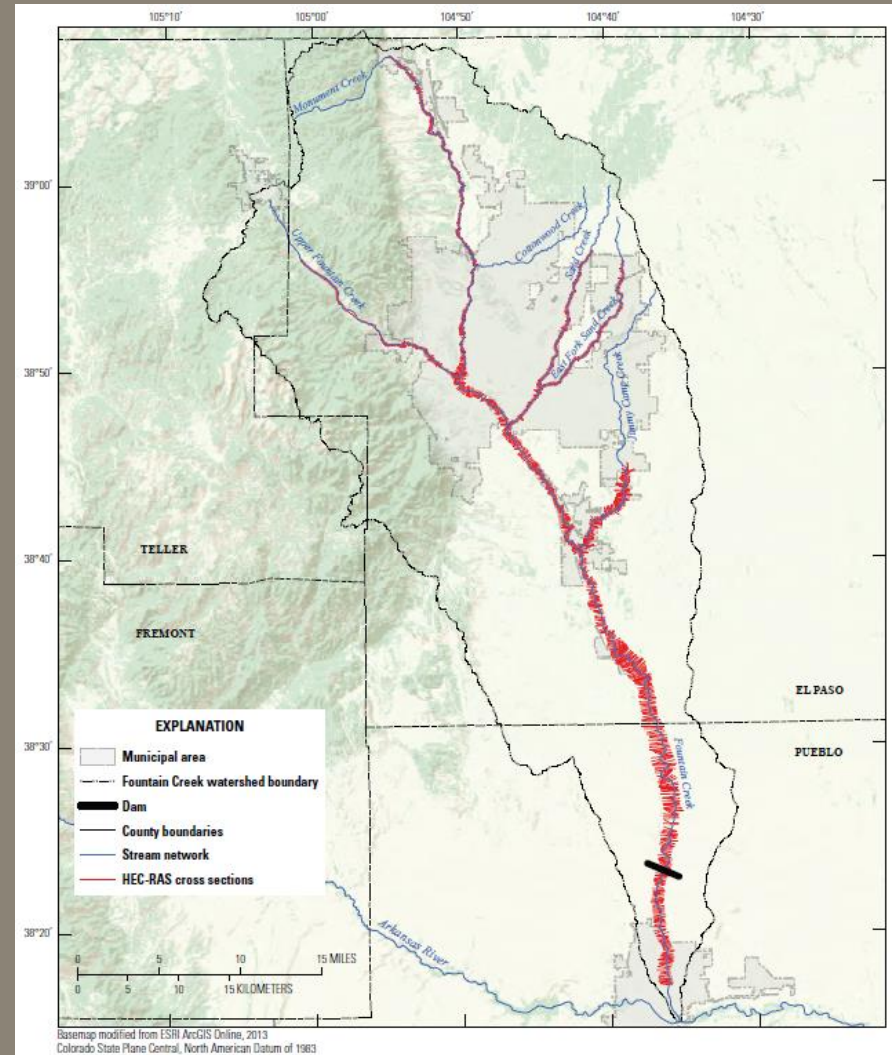 105°10' 105°00' 104°50' 104°40' 104°30'
Monument Creek
39°00'
Cottonwood Creek
Sand Creek
Upper Fountain Creek
East Fork Sand Creek
38°50'
Jimmy Camp Creek
38°40'
TELLER
FREMONT
EL PASO
PUEBLO
38°30'
Fountain Creek
EXPLANATION
Municipal area
Fountain Creek watershed boundary
Dam
County boundaries
Stream network
HEC-RAS cross sections
38°20'
Arkansas River
0 5 10 15 MILES
0 5 10 15 KILOMETERS
Basemap modified from ESRI ArcGIS Online, 2013
Colorado State Plane Central, North American Datum of 1983